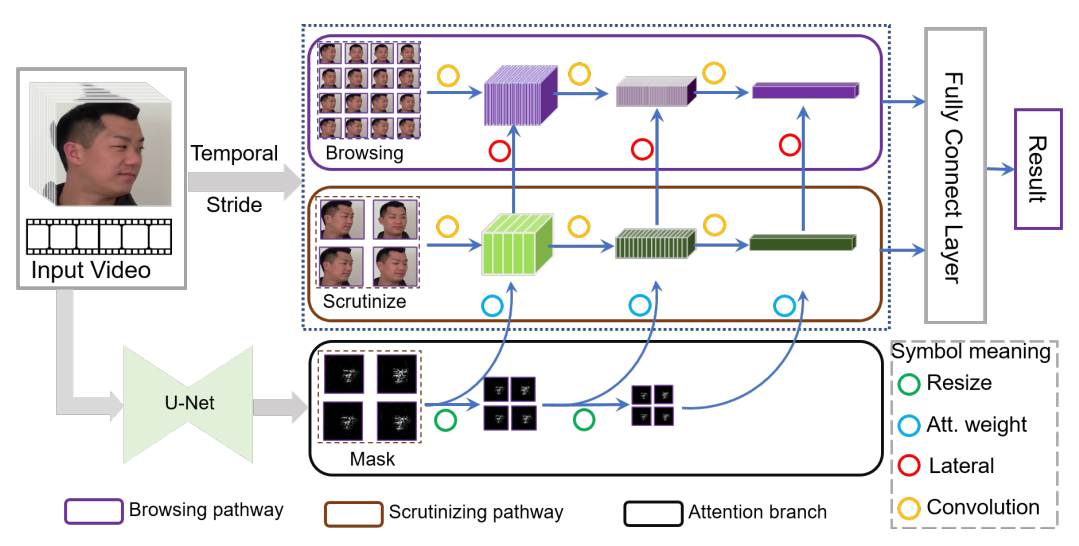 Input Video
Temporal
Stride
Browsing
Scrutinize
U-Net
Mask
Fully Connect Layer
Result
Symbol meaning
Resize
Att. weight
Lateral
Convolution
Browsing pathway
Scrutinizing pathway
Attention branch